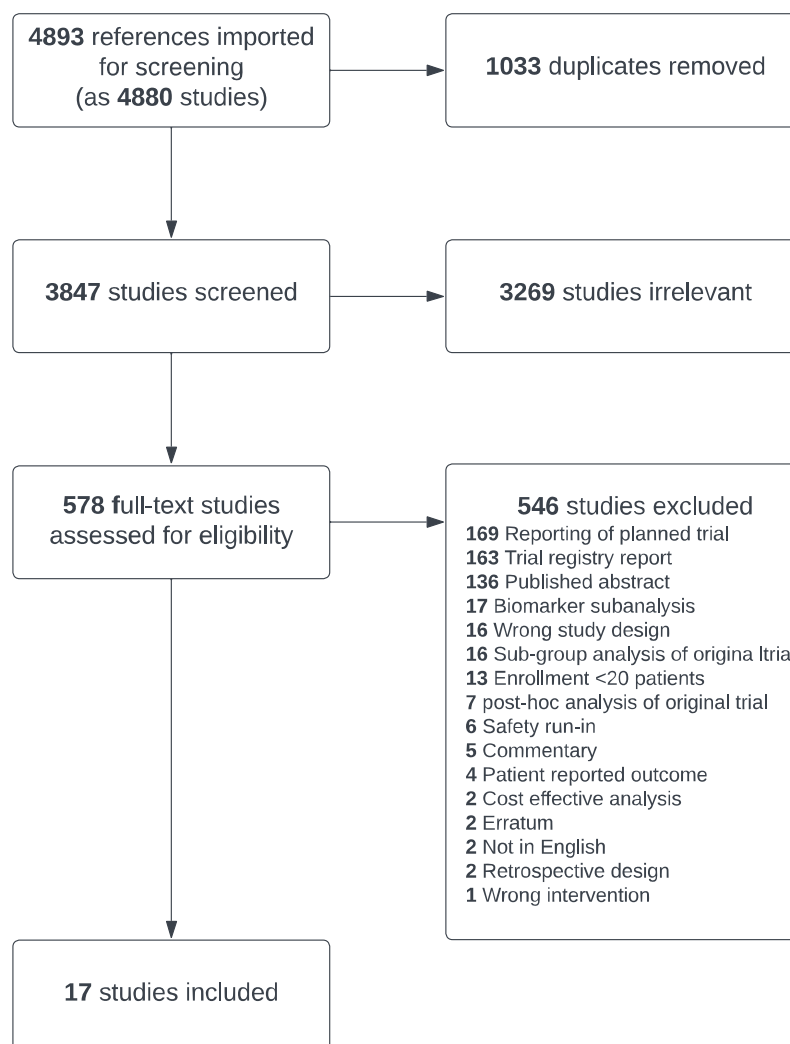 4893 references imported
for screening
(as 4880 studies)
1033 duplicates removed
3847 studies screened
3269 studies irrelevant
578 full-text studies
assessed for eligibility
546 studies excluded
169 Reporting of planned trial
163 Trial registry report
136 Published abstract
17 Biomarker subanalysis
16 Wrong study design
16 Sub-group analysis of origina ltria
13 Enrollment <20 patients
7 post-hoc analysis of original trial
6 Safety run-in
5 Commentary
4 Patient reported outcome
2 Cost effective analysis
2 Erratum
2 Not in English
2 Retrospective design
1 Wrong intervention
17 studies included